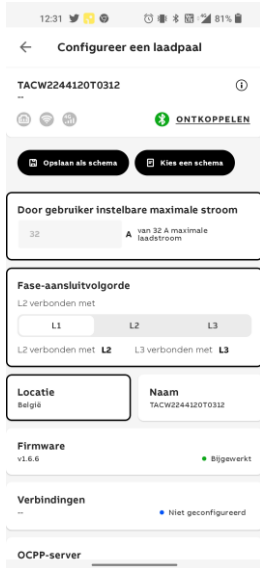 12:31 81%
Configureer een laadpaal
TACW2244120T0312
--
ONTKOPPELEN
Opslaan als schema Kies een schema
Door gebruiker instelbare maximale stroom
32 A van 32 A maximale
laadstroom
Fase-aansluitvolgorde
L2 verbonden met
L1 L2 L3
L2 verbonden met L2 L3 verbonden met L3
Locatie Naam
België TACW2244120T0312
Firmware
v1.6.6 Bijgewerkt
Verbindingen
-- Niet geconfigureerd
OCPP-server